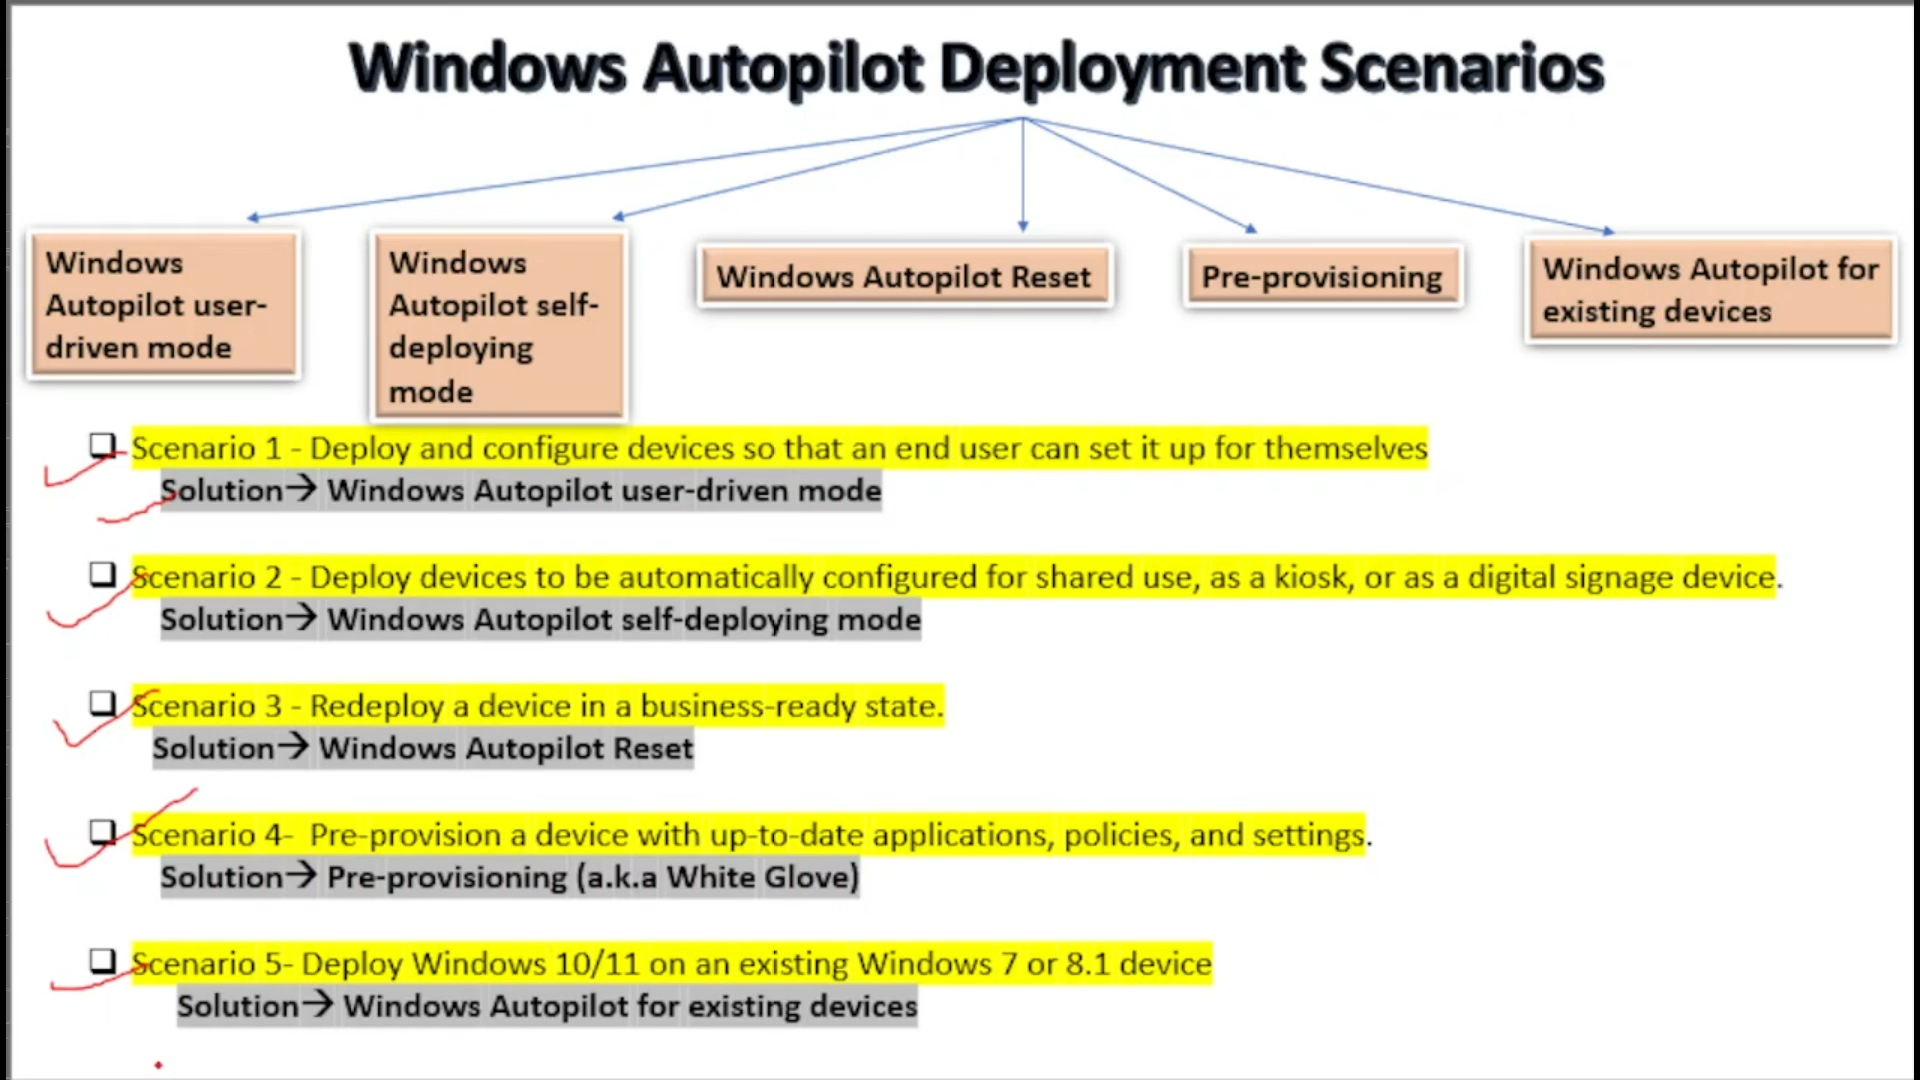 Windows Autopilot Deployment Scenarios
Windows
Autopilot user-
driven mode
Windows
Autopilot self-
deploying
mode
Windows Autopilot Reset
Pre-provisioning
Windows Autopilot for
existing devices
Scenario 1 - Deploy and configure devices so that an end user can set it up for themselves
Solution→ Windows Autopilot user-driven mode
Scenario 2 - Deploy devices to be automatically configured for shared use, as a kiosk, or as a digital signage device.
Solution→ Windows Autopilot self-deploying mode
Scenario 3 - Redeploy a device in a business-ready state.
Solution→ Windows Autopilot Reset
Scenario 4-  Pre-provision a device with up-to-date applications, policies, and settings.
Solution→ Pre-provisioning (a.k.a White Glove)
Scenario 5- Deploy Windows 10/11 on an existing Windows 7 or 8.1 device
Solution→ Windows Autopilot for existing devices